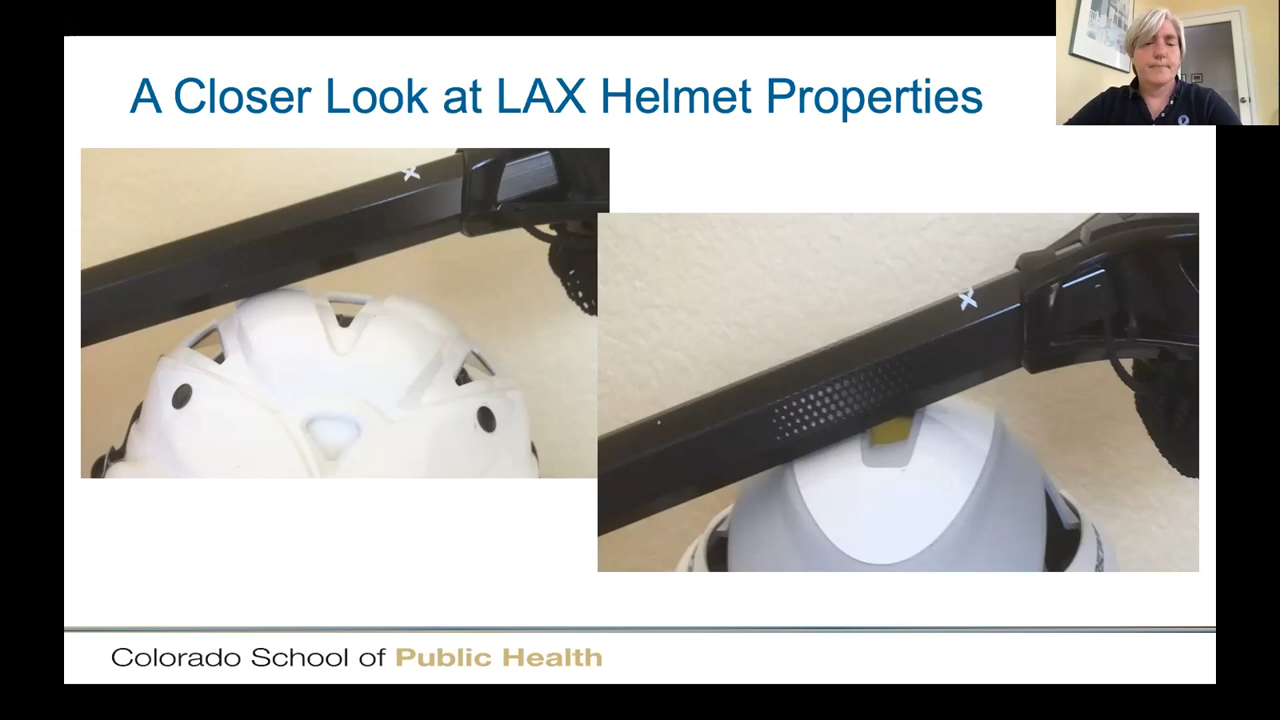 A Closer Look at LAX Helmet Properties
X
X
Colorado School of Public Health